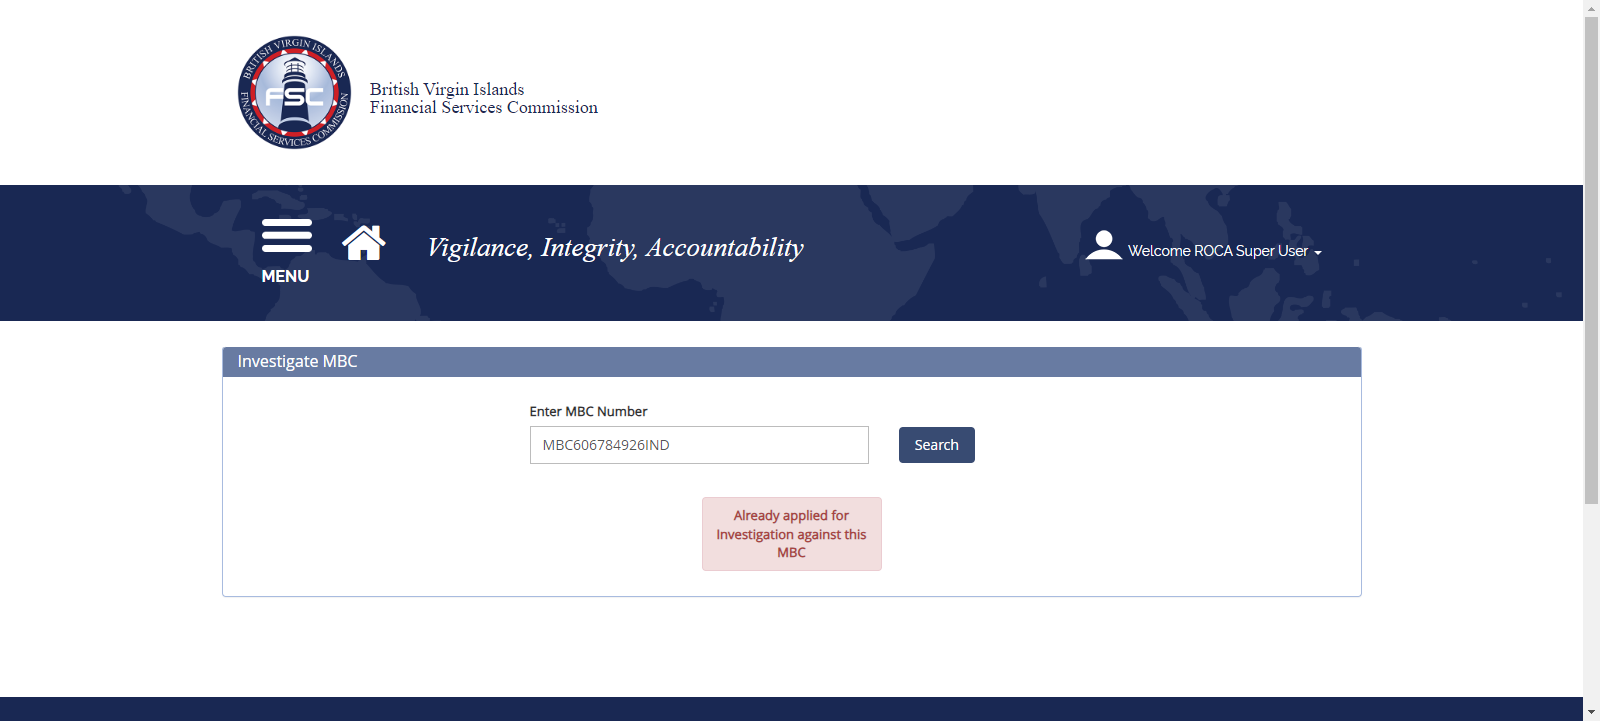 BRITISH VIRGIN ISLANDS
FSC
FINANCIAL SERVICES COMMISSION
British Virgin Islands
Financial Services Commission
MENU
Vigilance, Integrity, Accountability
Welcome ROCA Super User
Investigate MBC
Enter MBC Number
MBC606784926IND
Search
Already applied for
Investigation against this
MBC